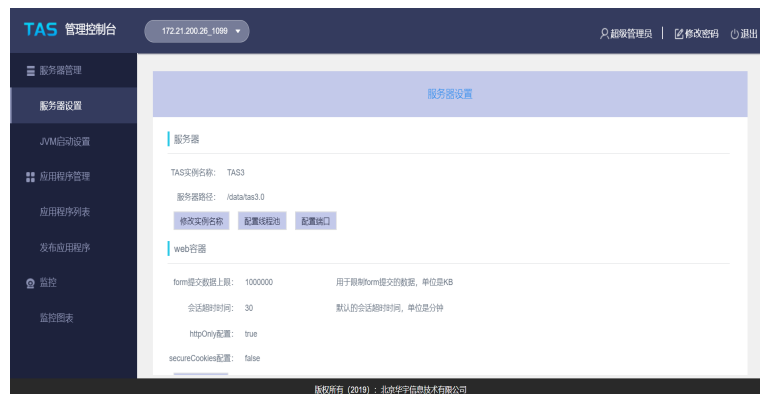 TAS 管理控制台
172.21.200.26_1099
超级管理员
修改密码
退出
服务器管理
服务器设置
JVM启动设置
应用程序管理
应用程序列表
发布应用程序
监控
监控图表
服务器设置
服务器
TAS实例名称： TAS3
服务器路径： /data/tas3.0
修改实例名称 配置线程池 配置端口
web容器
form提交数据上限： 1000000 用于限制form提交的数据，单位是KB
会话超时时间： 30 默认的会话超时时间，单位是分钟
httpOnly配置： true
secureCookies配置： false
版权所有（2019）：北京华宇信息技术有限公司